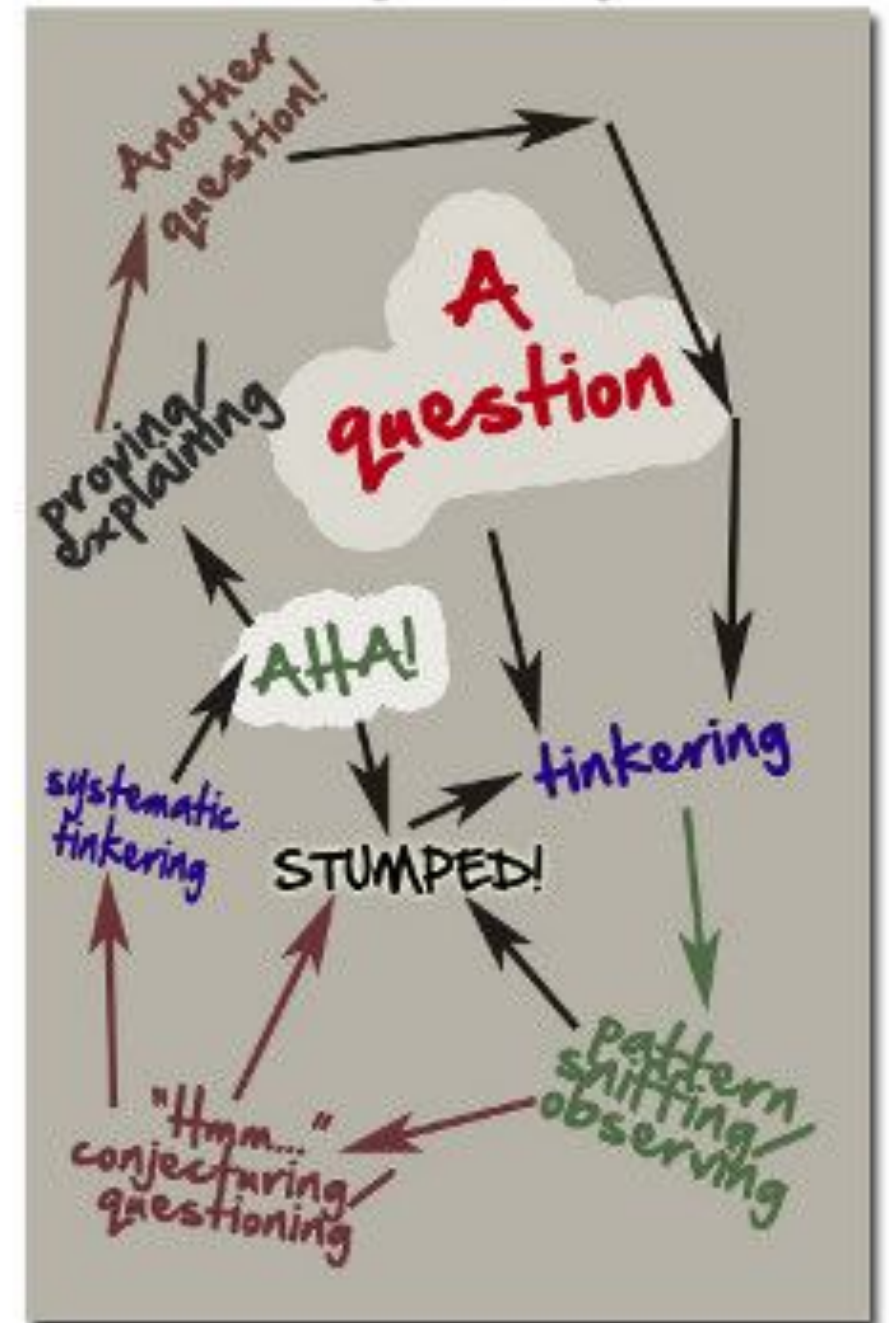 Another
question!
A
question
proving/
explaining
AHA!
tinkering
systematic
tinkering
STUMPED!
pattern
sniffing/
observing
"Hmm..."
conjecturing/
questioning